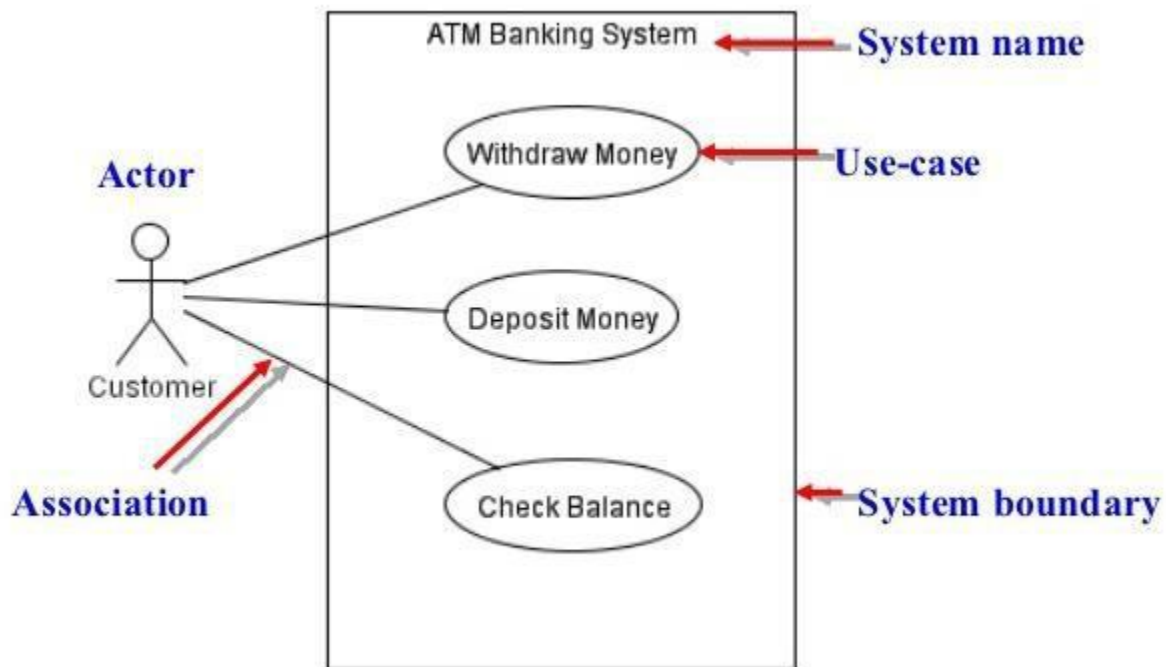 ATM Banking System
System name
Withdraw Money
Use-case
Actor
Deposit Money
Customer
Association
Check Balance
System boundary